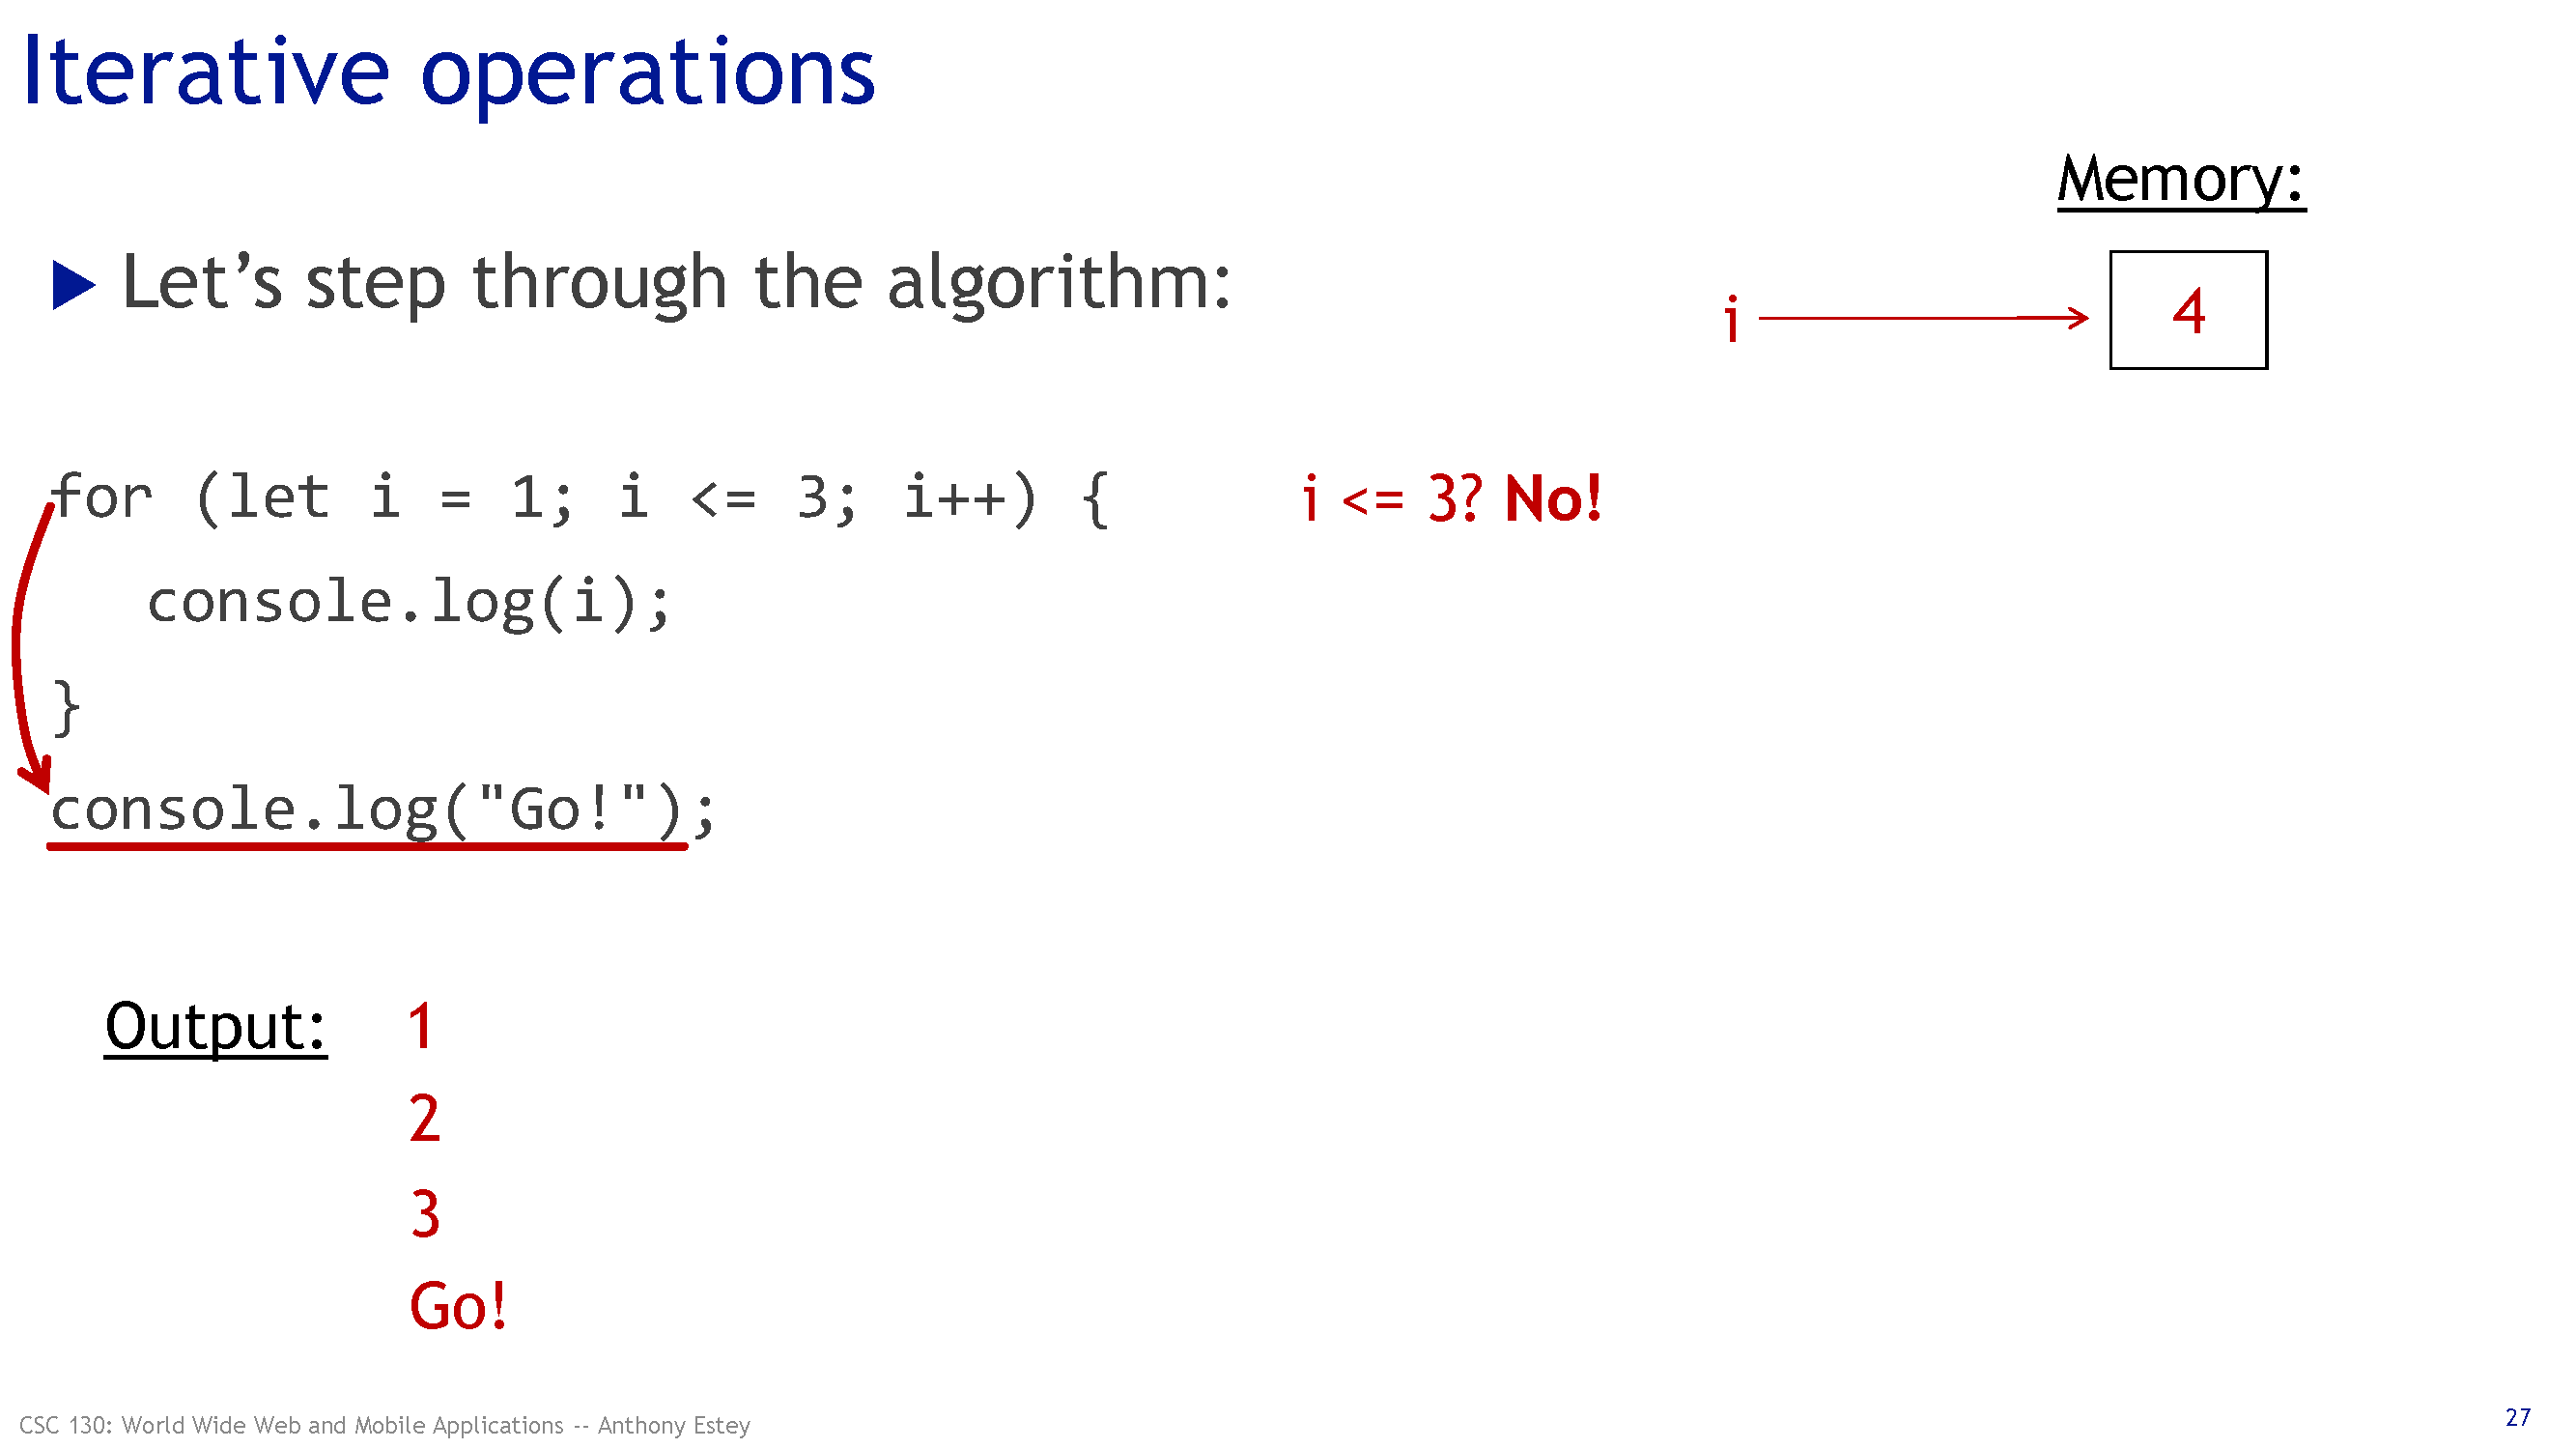 Iterative operations
Memory:
Let’s step through the algorithm:
i
4
for (let i = 1; i <= 3; i++) {
i <= 3? No!
console.log(i);
}
console.log("Go!");
Output:
1
2
3
Go!
CSC 130: World Wide Web and Mobile Applications -- Anthony Estey
27